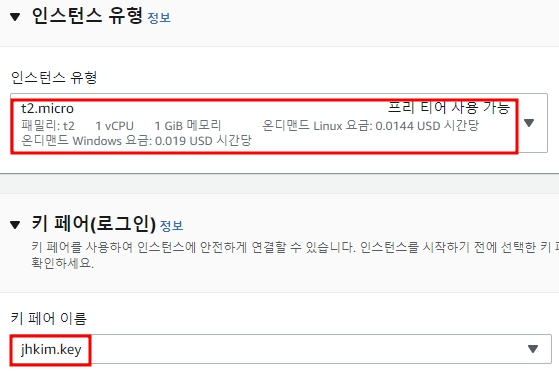 인스턴스 유형 정보
인스턴스 유형
t2.micro 프리 티어 사용 가능
패밀리: t2 1 vCPU 1 GiB 메모리 온디맨드 Linux 요금: 0.0144 USD 시간당
온디맨드 Windows 요금: 0.019 USD 시간당
키 페어(로그인) 정보
키 페어를 사용하여 인스턴스에 안전하게 연결할 수 있습니다. 인스턴스를 시작하기 전에 선택한 키
확인하세요.
키 페어 이름
jhkim.key